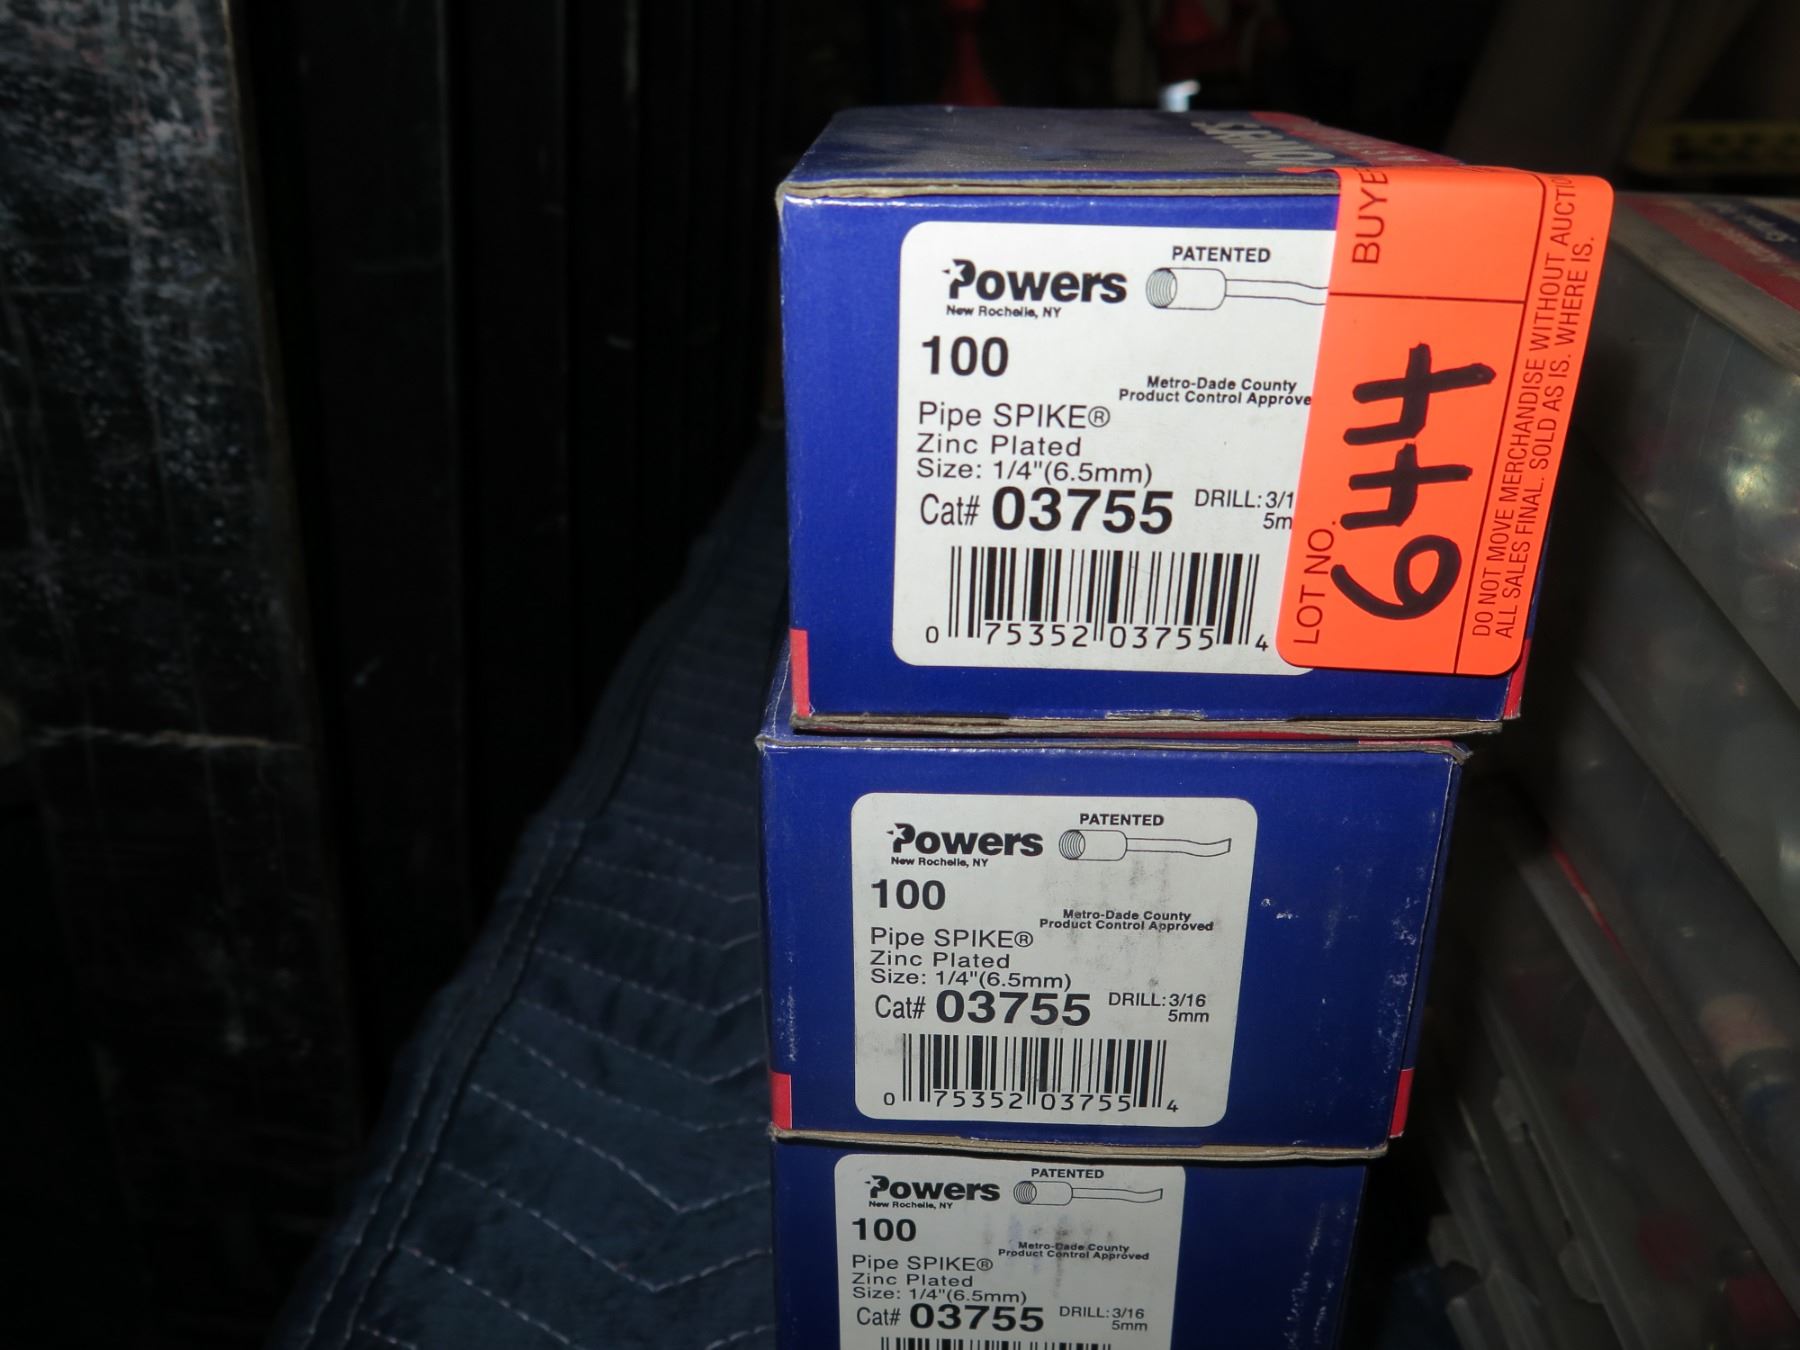 POWERS
Powers
PATENTED
New Rochelle, NY
100
Metro-Dade County
Product Control Approve
Pipe SPIKE®
Zinc Plated
Size: 1/4"(6.5mm)
Cat# 03755 DRILL: 3/1
5m
0 75352 03755 4
BUYE
LOT NO. 449
DO NOT MOVE MERCHANDISE WITHOUT AUCTIO
ALL SALES FINAL. SOLD AS IS. WHERE IS.
Powers
PATENTED
New Rochelle, NY
100
Metro-Dade County
Product Control Approved
Pipe SPIKE®
Zinc Plated
Size: 1/4"(6.5mm)
Cat# 03755 DRILL: 3/16
5mm
0 75352 03755 4
Powers
PATENTED
New Rochelle, NY
100
Metro-Dade County
Product Control Approved
Pipe SPIKE®
Zinc Plated
Size: 1/4"(6.5mm)
Cat# 03755 DRILL: 3/16
5mm